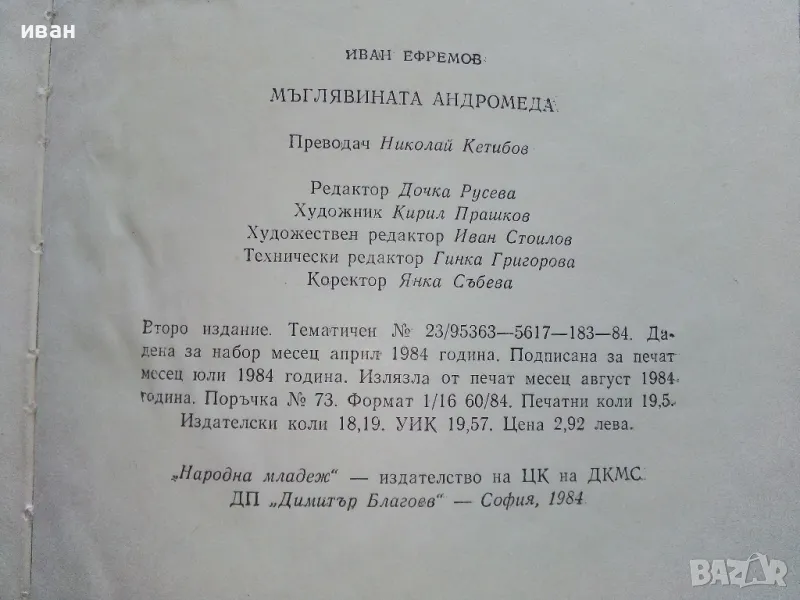 иван
ИВАН ЕФРЕМОВ
МЪГЛЯВИНАТА АНДРОМЕДА
Преводач Николай Кетибов
Редактор Дочка Русева
Художник Кирил Прашков
Художествен редактор Иван Стоилов
Технически редактор Гинка Григорова
Коректор Янка Събева
Второ издание. Тематичен № 23/95363—5617—183—84. Да-
дена за набор месец април 1984 година. Подписана за печат
месец юли 1984 година. Излязла от печат месец август 1984
година. Поръчка № 73. Формат 1/16 60/84. Печатни коли 19,5.
Издателски коли 18,19. УИК 19,57. Цена 2,92 лева.
„Народна младеж“ — издателство на ЦК на ДКМС
ДП „Димитър Благоев“ — София, 1984
BAZAR